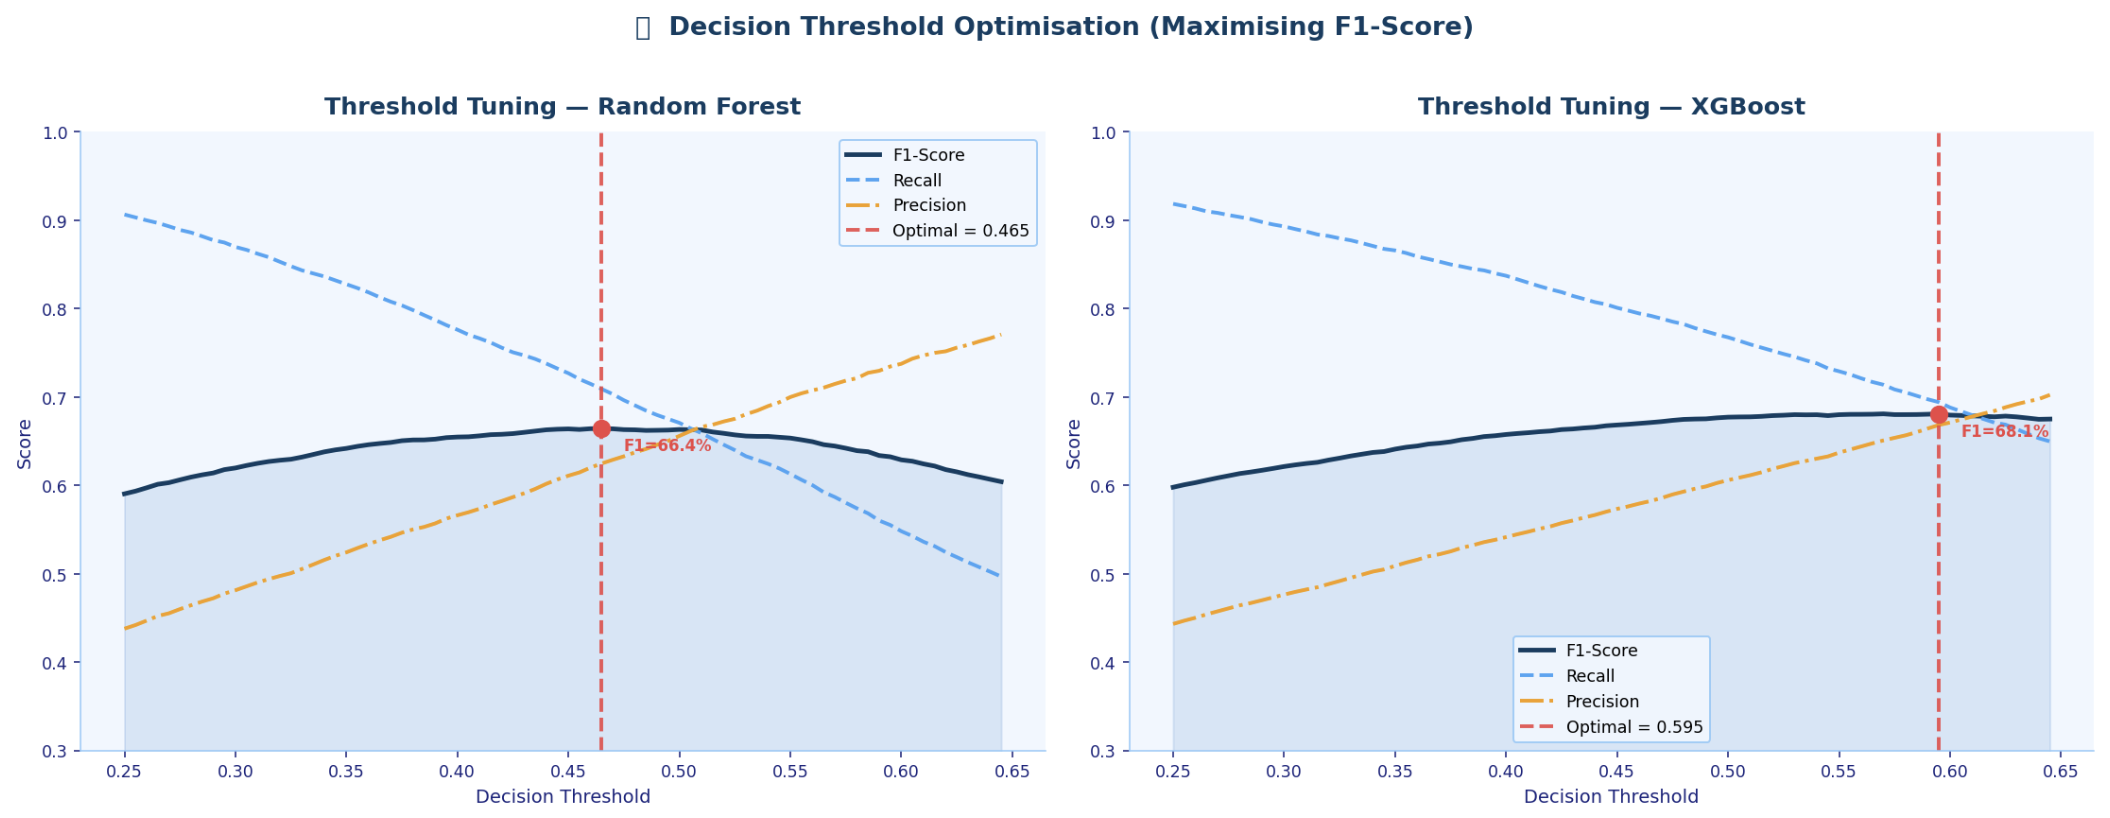 Decision Threshold Optimisation (Maximising F1-Score)
Threshold Tuning — Random Forest
1.0
0.9
0.8
0.7
0.6
0.5
0.4
0.3
Score
F1-Score
Recall
Precision
Optimal = 0.465
F1=66.4%
0.25 0.30 0.35 0.40 0.45 0.50 0.55 0.60 0.65
Decision Threshold
Threshold Tuning — XGBoost
1.0
0.9
0.8
0.7
0.6
0.5
0.4
0.3
Score
F1=68.1%
F1-Score
Recall
Precision
Optimal = 0.595
0.25 0.30 0.35 0.40 0.45 0.50 0.55 0.60 0.65
Decision Threshold